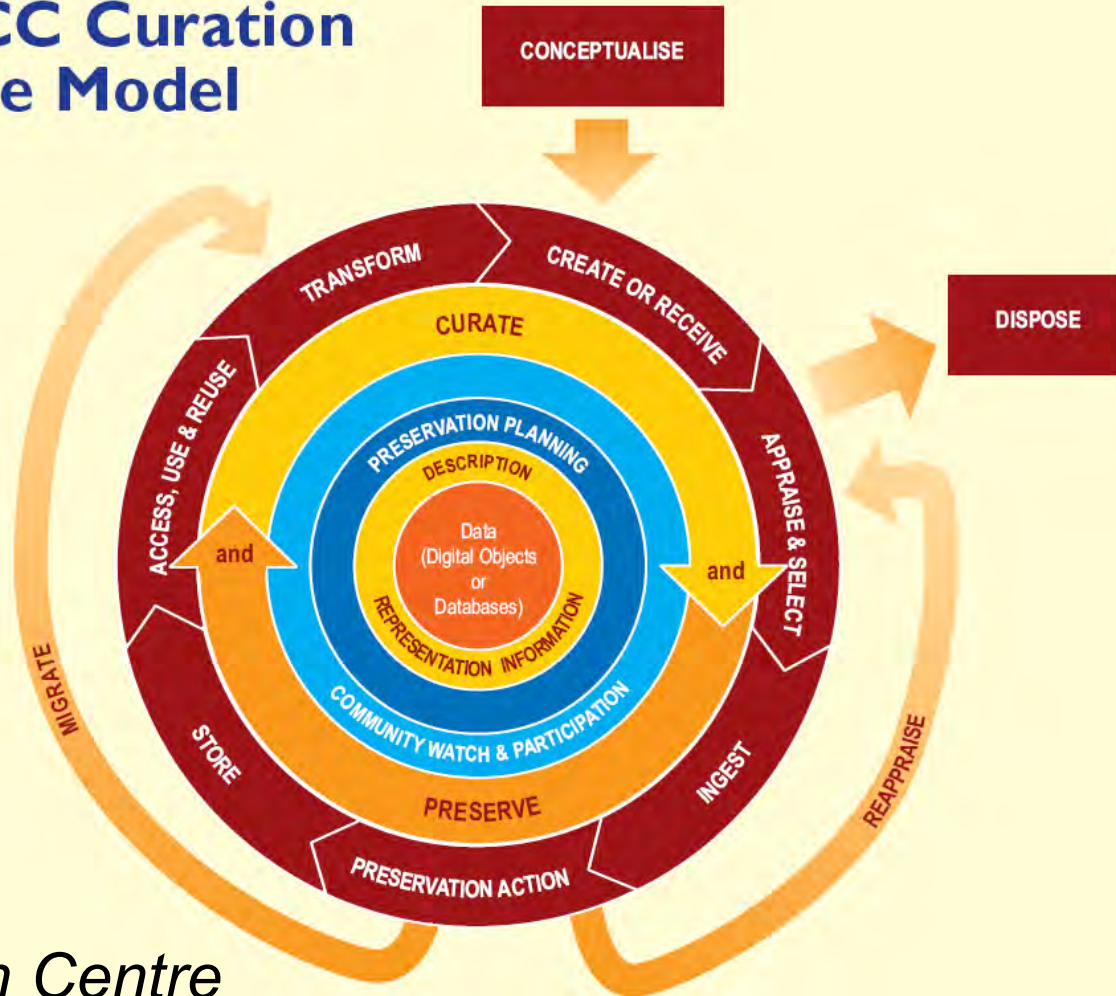 CC Curation
e Model
CONCEPTUALISE
DISPOSE
TRANSFORM
CREATE OR RECEIVE
APPRAISE & SELECT
INGEST
PRESERVATION ACTION
STORE
ACCESS, USE & REUSE
CURATE
and
PRESERVE
and
COMMUNITY WATCH & PARTICIPATION
PRESERVATION PLANNING
DESCRIPTION
REPRESENTATION INFORMATION
Data
(Digital Objects
or
Databases)
MIGRATE
REAPPRAISE
n Centre